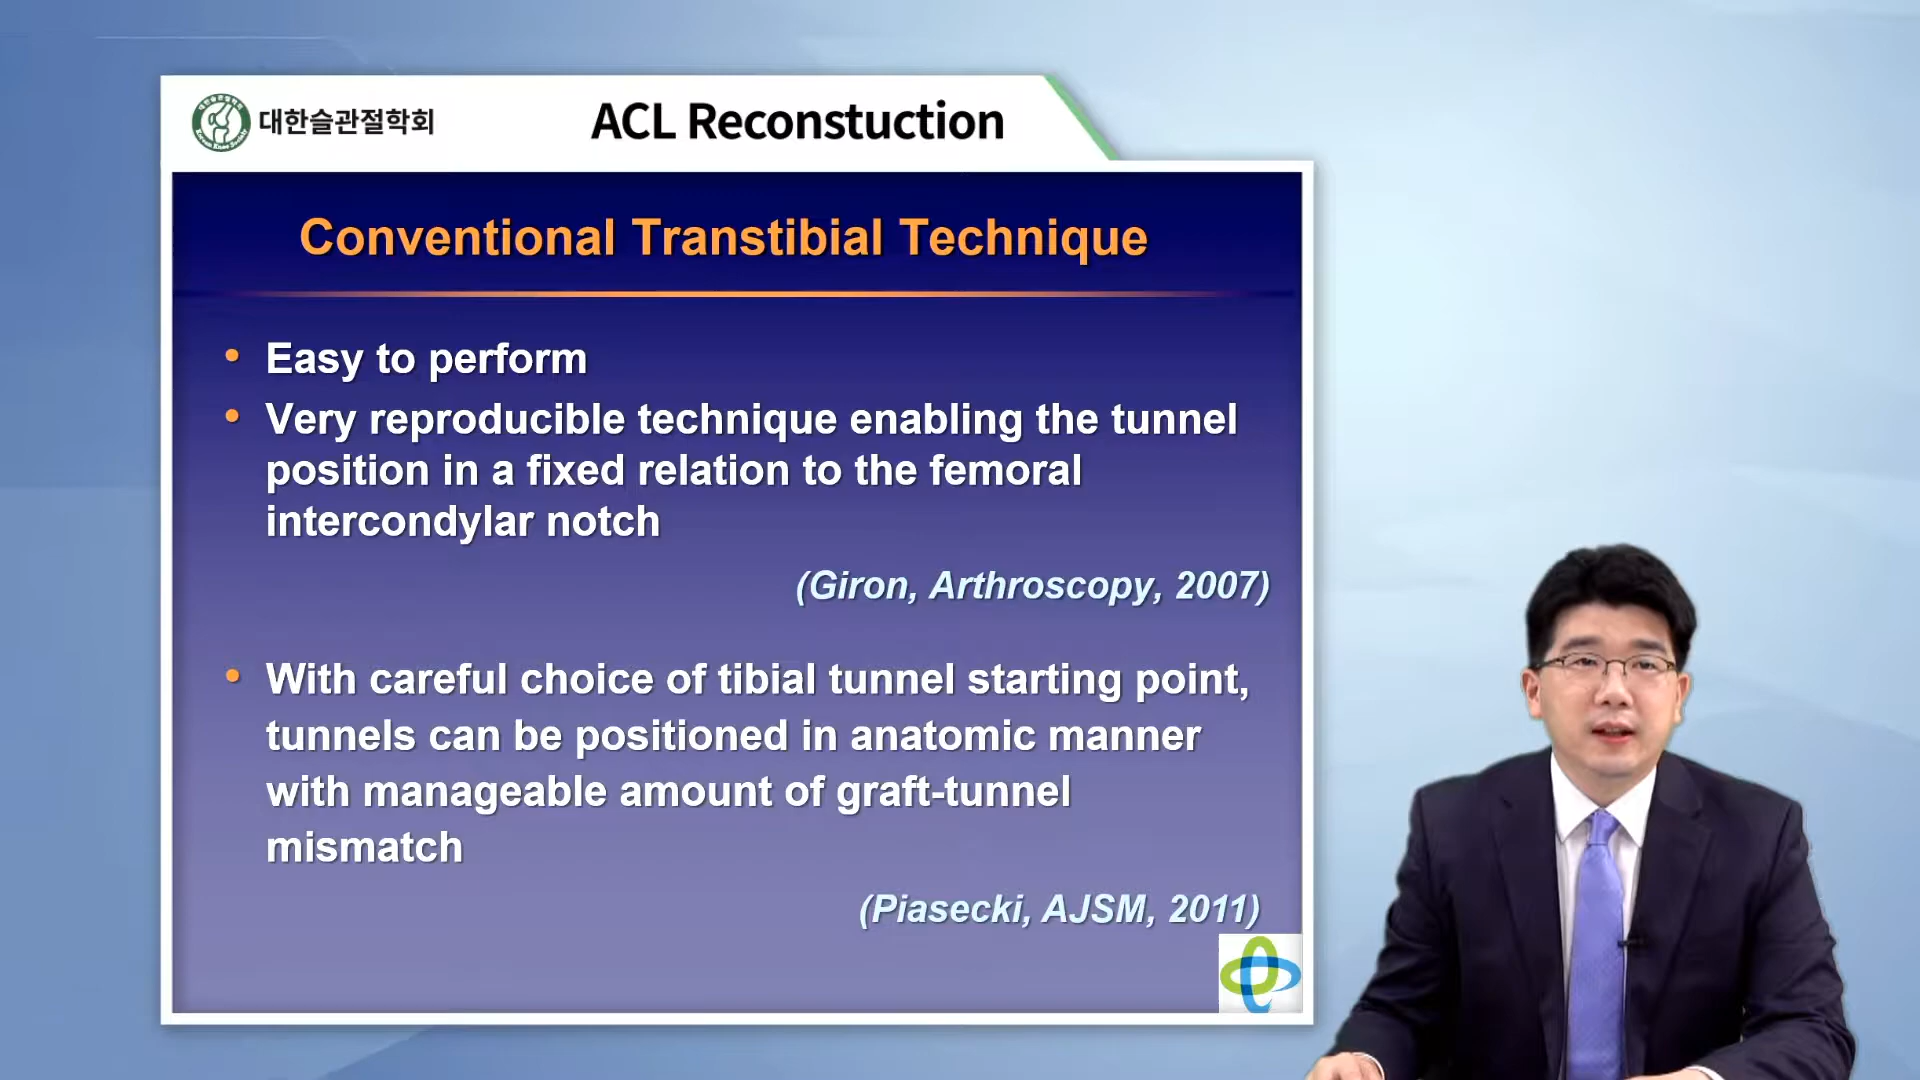 대한슬관절학회
ACL Reconstuction
Conventional Transtibial Technique
• Easy to perform
• Very reproducible technique enabling the tunnel
position in a fixed relation to the femoral
intercondylar notch
(Giron, Arthroscopy, 2007)
• With careful choice of tibial tunnel starting point,
tunnels can be positioned in anatomic manner
with manageable amount of graft-tunnel
mismatch
(Piasecki, AJSM, 2011)